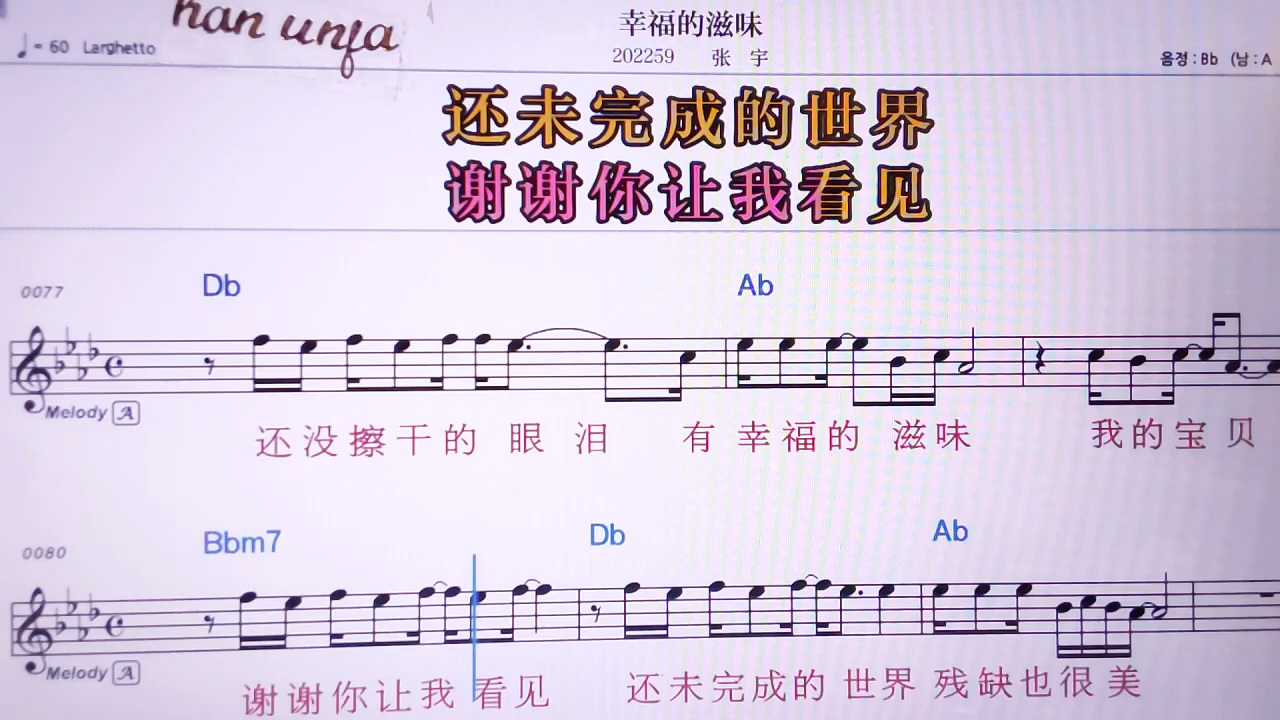 han unfa
♩= 60 Larghetto
幸福的滋味
202259 张 宇
음정 : Bb (남 : A
还未完成的世界
谢谢你让我看见
Db Ab
0077
Melody A
还没擦干的 眼 泪 有 幸福的 滋味 我的宝贝
Bbm7 Db Ab
0080
Melody A
谢谢你让我 看见 还未完成的 世界 残缺也很美